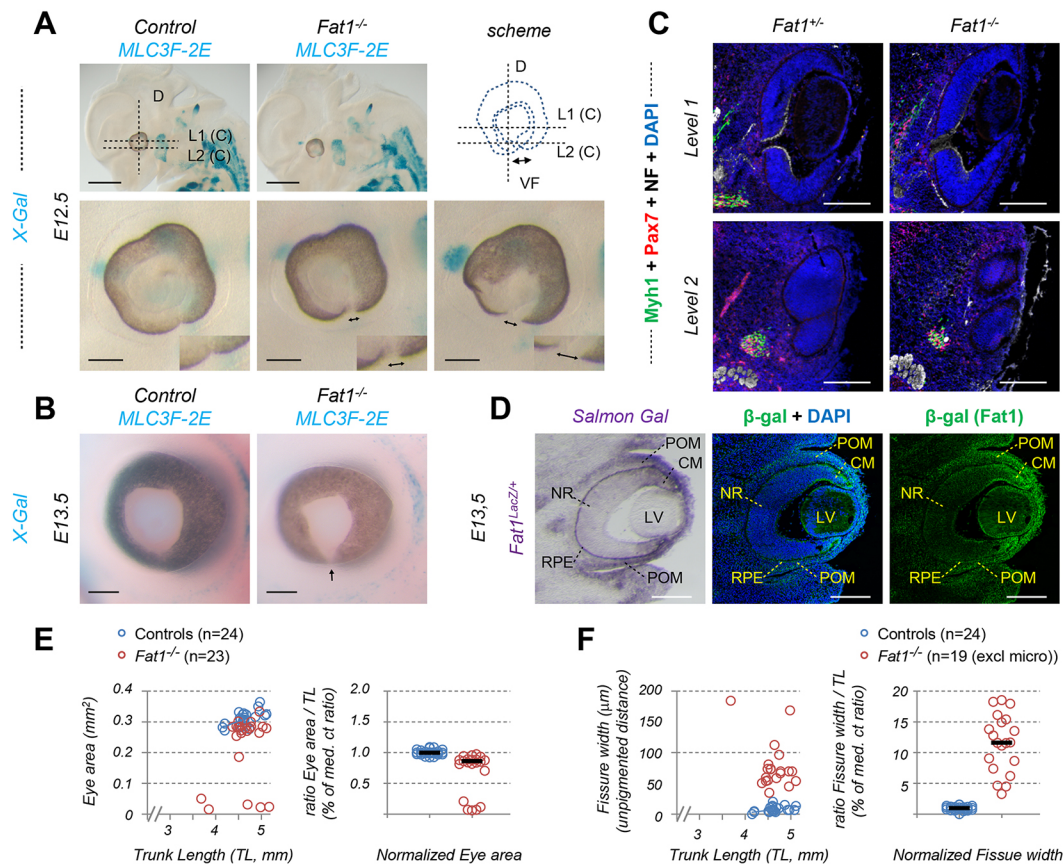 A
Control
MLC3F-2E
Fat1-/-
MLC3F-2E
scheme
D
L1 (C)
L2 (C)
D
L1 (C)
L2 (C)
VF
X-Gal
E12.5
B
Control
MLC3F-2E
Fat1-/-
MLC3F-2E
X-Gal
E13.5
C
Fat1+/-
Fat1-/-
Myh1 + Pax7 + NF + DAPI
Level 1
Level 2
D
Salmon Gal
β-gal + DAPI
β-gal (Fat1)
E13,5
Fat1LacZ/+
POM
CM
NR
LV
RPE
POM
POM
CM
NR
LV
RPE
POM
POM
CM
NR
LV
RPE
POM
E
Controls (n=24)
Fat1-/- (n=23)
Eye area (mm2)
0.4
0.3
0.2
0.1
0
3
4
5
Trunk Length (TL, mm)
ratio Eye area / TL
(% of med. ct ratio)
2.0
1.5
1.0
0.5
Normalized Eye area
F
Controls (n=24)
Fat1-/- (n=19 (excl micro))
Fissure width (μm)
(unpigmented distance)
200
150
100
50
0
3
4
5
Trunk Length (TL, mm)
ratio Fissure width / TL
(% of med. ct ratio)
20
15
10
5
Normalized Fissue width